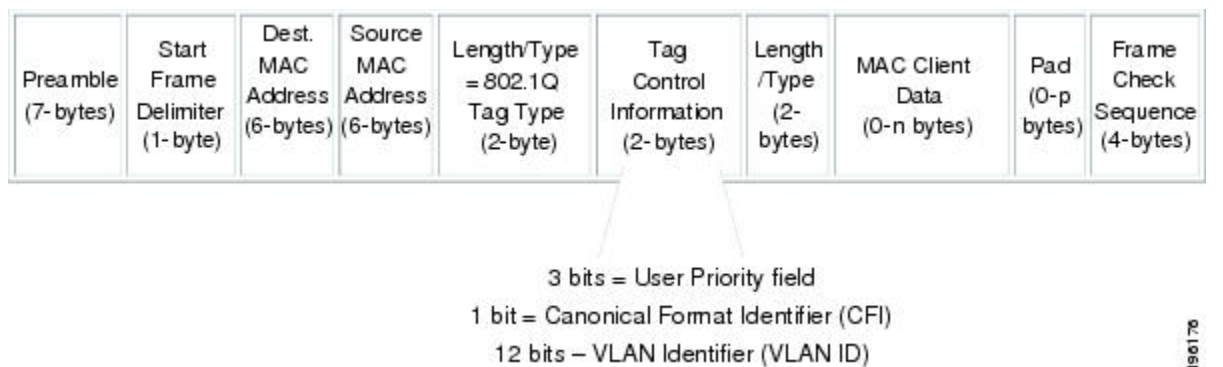 Preamble
(7-bytes)
Start
Frame
Delimiter
(1-byte)
Dest.
MAC
Address
(6-bytes)
Source
MAC
Address
(6-bytes)
Length/Type
= 802.1Q
Tag Type
(2-byte)
Tag
Control
Information
(2-bytes)
Length
/Type
(2-
bytes)
MAC Client
Data
(0-n bytes)
Pad
(0-p
bytes)
Frame
Check
Sequence
(4-bytes)
3 bits = User Priority field
1 bit = Canonical Format Identifier (CFI)
12 bits – VLAN Identifier (VLAN ID)
196176